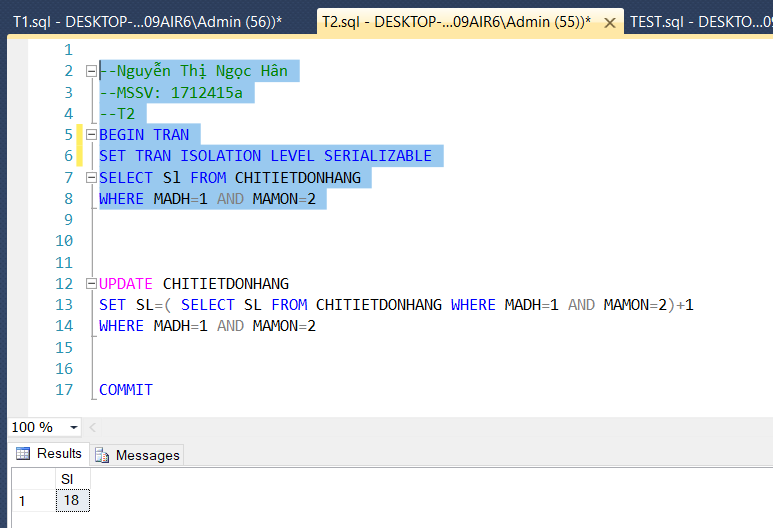 T1.sql - DESKTOP-...09AIR6\Admin (56))*
T2.sql - DESKTOP-...09AIR6\Admin (55))*
TEST.sql - DESKTO...0
1
2 --Nguyễn Thị Ngọc Hân
3 --MSSV: 1712415a
4 --T2
5 BEGIN TRAN
6 SET TRAN ISOLATION LEVEL SERIALIZABLE
7 SELECT Sl FROM CHITIETDONHANG
8 WHERE MADH=1 AND MAMON=2
9
10
11
12 UPDATE CHITIETDONHANG
13 SET SL=( SELECT SL FROM CHITIETDONHANG WHERE MADH=1 AND MAMON=2)+1
14 WHERE MADH=1 AND MAMON=2
15
16
17 COMMIT
100 %
Results
Messages
Sl
1 18